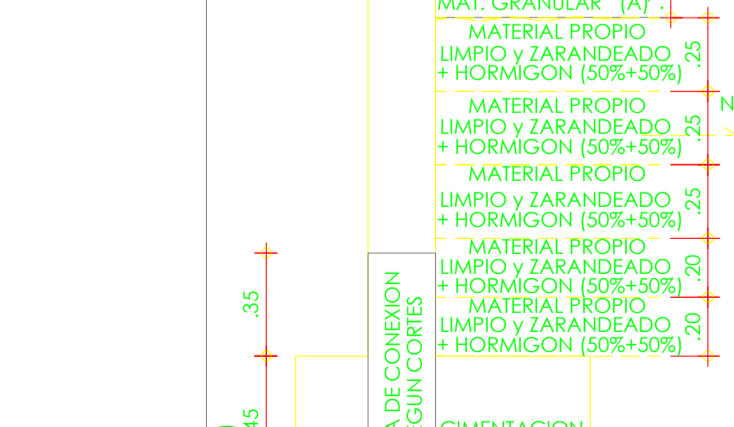 MAT. GRANULAR "(A)".
MATERIAL PROPIO
LIMPIO y ZARANDEADO
+ HORMIGON (50%+50%)
.25
MATERIAL PROPIO
LIMPIO y ZARANDEADO
+ HORMIGON (50%+50%)
.25
N
MATERIAL PROPIO
LIMPIO y ZARANDEADO
+ HORMIGON (50%+50%)
.25
MATERIAL PROPIO
LIMPIO y ZARANDEADO
+ HORMIGON (50%+50%)
.20
MATERIAL PROPIO
LIMPIO y ZARANDEADO
+ HORMIGON (50%+50%)
.20
.35
A DE CONEXION
EGUN CORTES
45
CIMENTACION